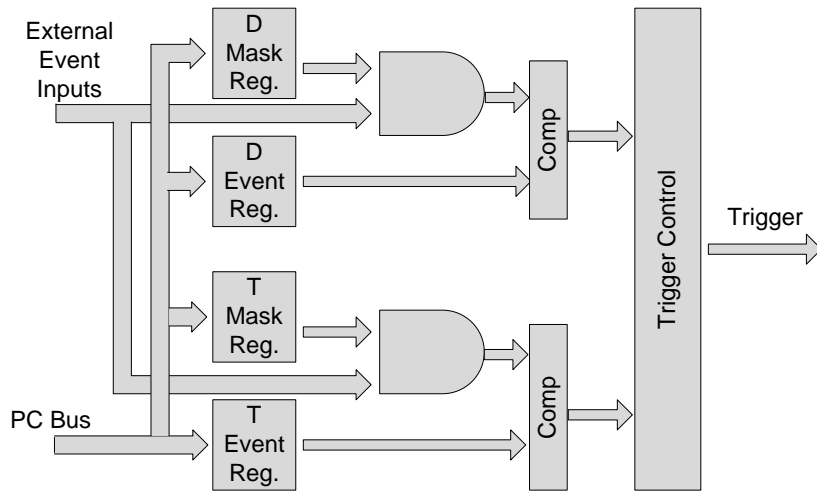 External
Event
Inputs
D
Mask
Reg.
D
Event
Reg.
Comp
Trigger Control
Trigger
T
Mask
Reg.
PC Bus
T
Event
Reg.
Comp